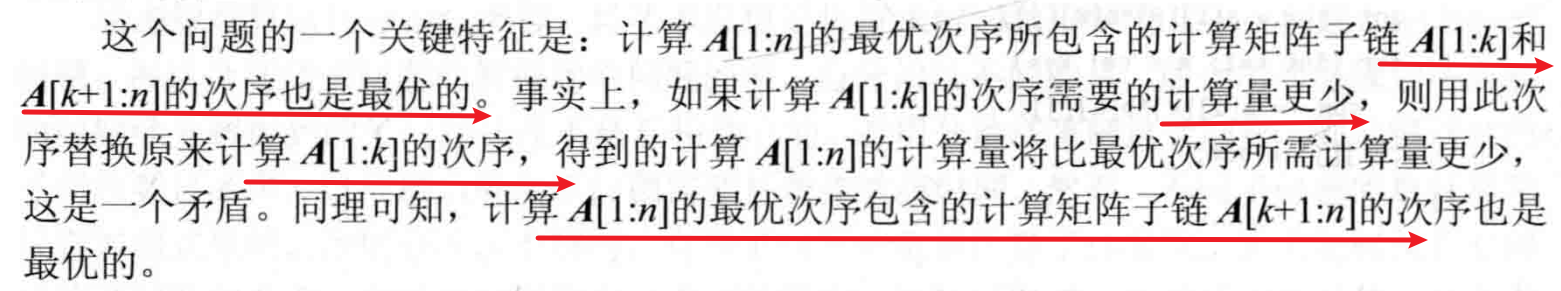 这个问题的一个关键特征是：计算 A[1:n]的最优次序所包含的计算矩阵子链 A[1:k]和
A[k+1:n]的次序也是最优的。事实上，如果计算 A[1:k]的次序需要的计算量更少，则用此次
序替换原来计算 A[1:k]的次序，得到的计算 A[1:n]的计算量将比最优次序所需计算量更少，
这是一个矛盾。同理可知，计算 A[1:n]的最优次序包含的计算矩阵子链 A[k+1:n]的次序也是
最优的。